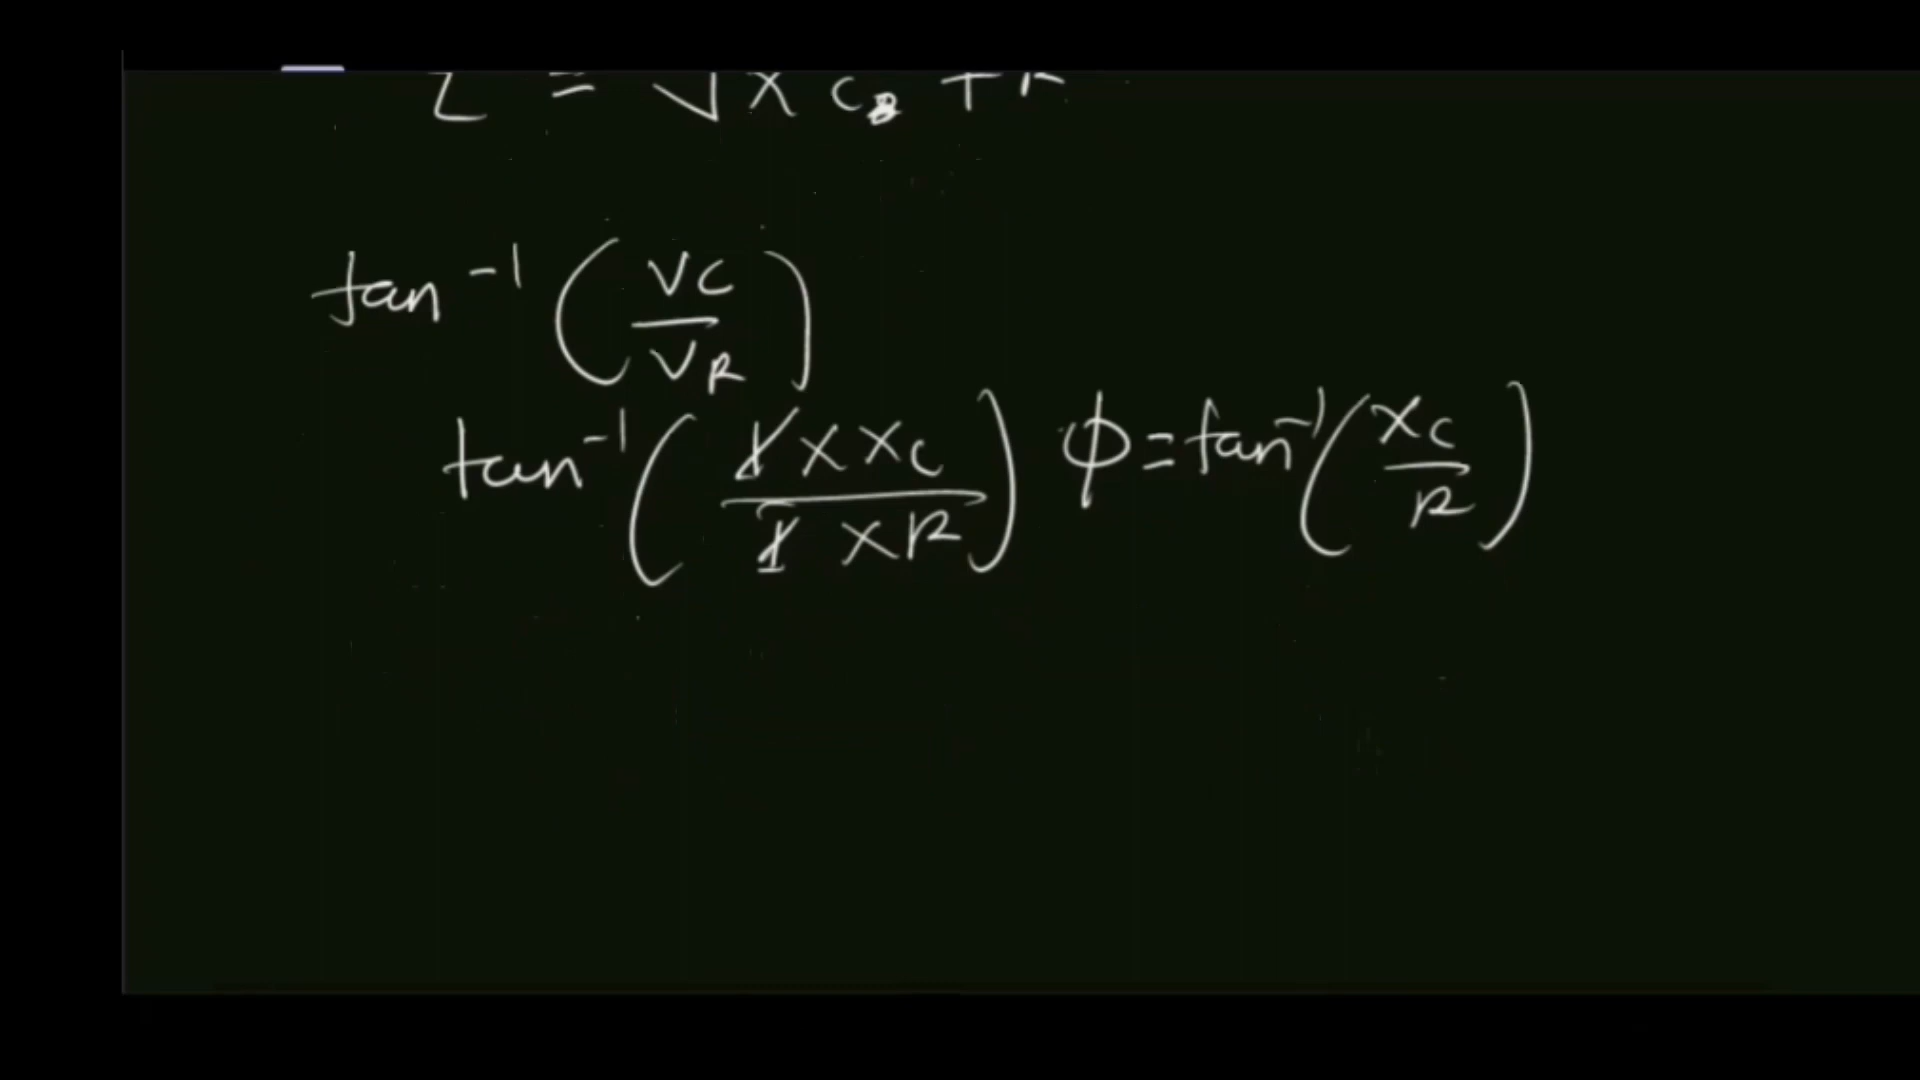 Z = √X c + r
tan⁻¹ (VC / VR)
tan⁻¹ (I X XC / I X R) ϕ = tan⁻¹ (XC / R)